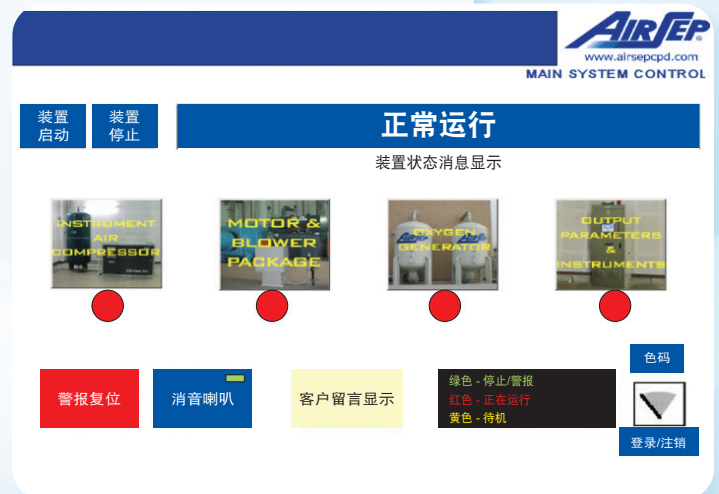 AIRSEP
www.airsepcpd.com
MAIN SYSTEM CONTROL
装置
启动
装置
停止
正常运行
装置状态消息显示
INSTRUMENT
AIR
COMPRESSOR
MOTOR &
BLOWER
PACKAGE
OXYGEN
GENERATOR
OUTPUT
PARAMETERS
&
INSTRUMENTS
警报复位
消音喇叭
客户留言显示
绿色 - 停止/警报
红色 - 正在运行
黄色 - 待机
色码
登录/注销